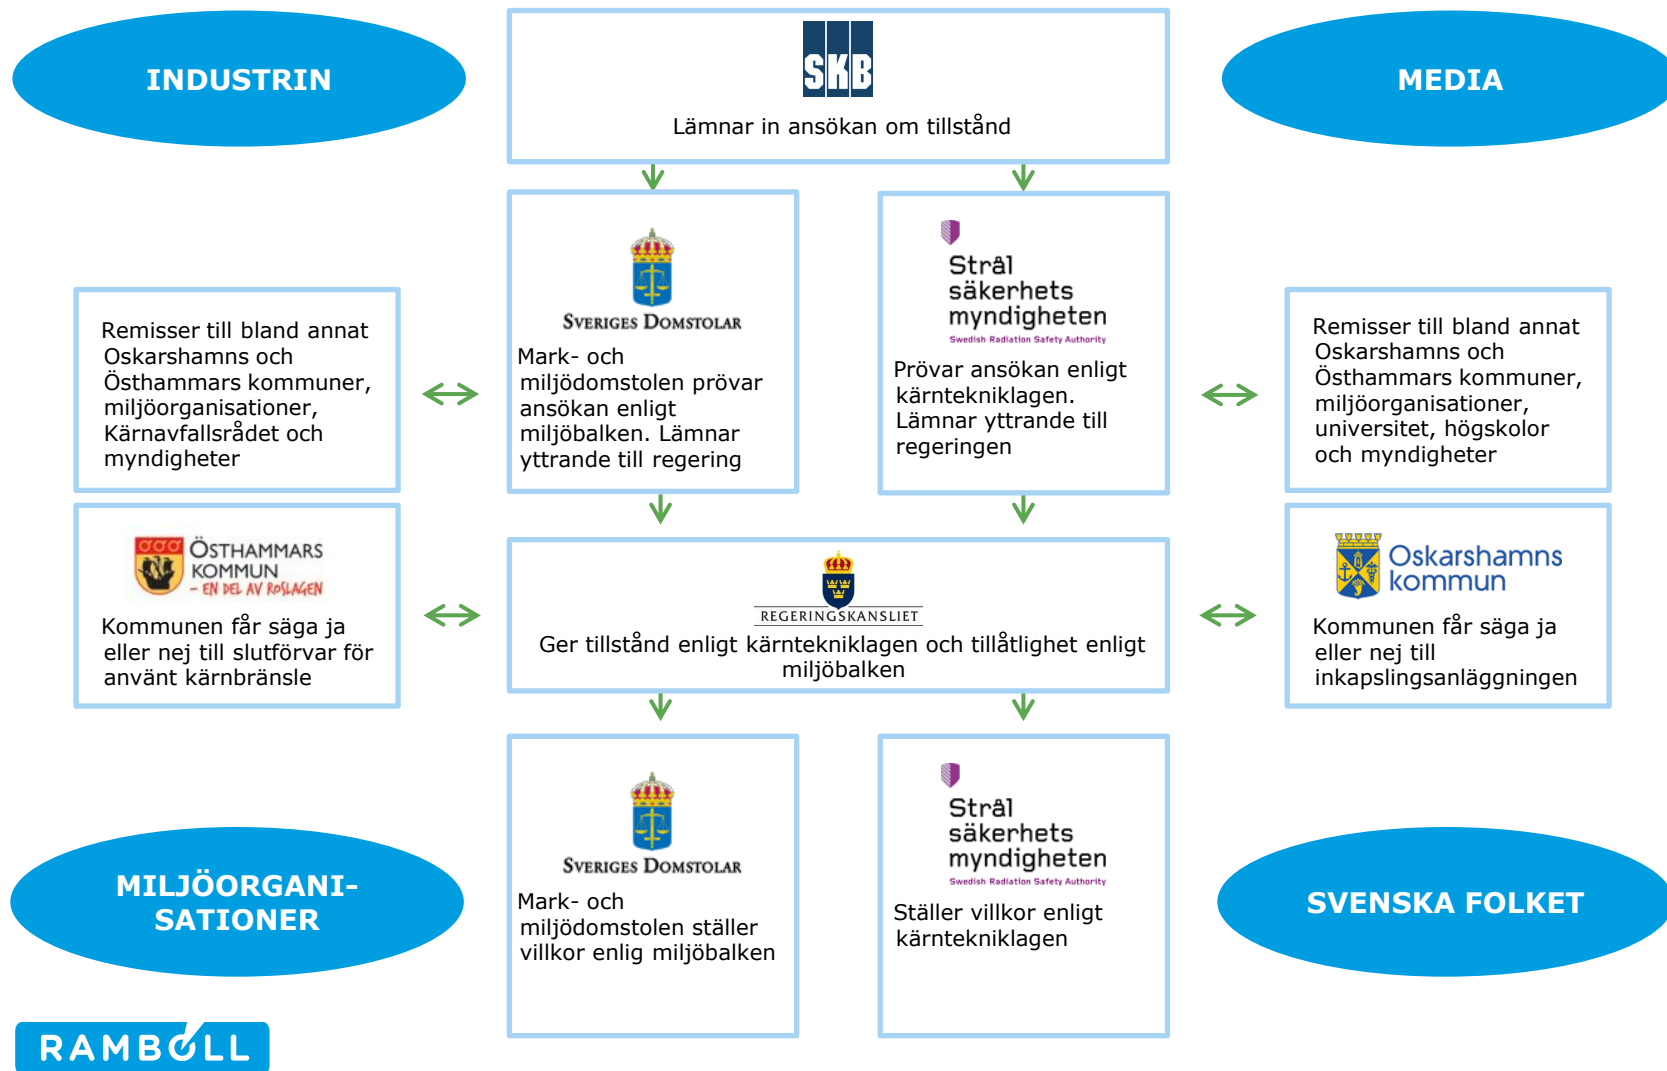 INDUSTRIN
SKB
Lämnar in ansökan om tillstånd
MEDIA
Remisser till bland annat
Oskarshamns och
Östhammars kommuner,
miljöorganisationer,
Kärnavfallsrådet och
myndigheter
SVERIGES DOMSTOLAR
Mark- och
miljödomstolen prövar
ansökan enligt
miljöbalken. Lämnar
yttrande till regering
Strål
säkerhets
myndigheten
Swedish Radiation Safety Authority
Prövar ansökan enligt
kärntekniklagen.
Lämnar yttrande till
regeringen
Remisser till bland annat
Oskarshamns och
Östhammars kommuner,
miljöorganisationer,
universitet, högskolor
och myndigheter
ÖSTHAMMARS
KOMMUN
- EN DEL AV ROSLAGEN
Kommunen får säga ja
eller nej till slutförvar för
använt kärnbränsle
REGERINGSKANSLIET
Ger tillstånd enligt kärntekniklagen och tillåtlighet enligt
miljöbalken
Oskarshamns
kommun
Kommunen får säga ja
eller nej till
inkapslingsanläggningen
MILJÖORGANI-
SATIONER
SVERIGES DOMSTOLAR
Mark- och
miljödomstolen ställer
villkor enlig miljöbalken
Strål
säkerhets
myndigheten
Swedish Radiation Safety Authority
Ställer villkor enligt
kärntekniklagen
SVENSKA FOLKET
RAMBØLL